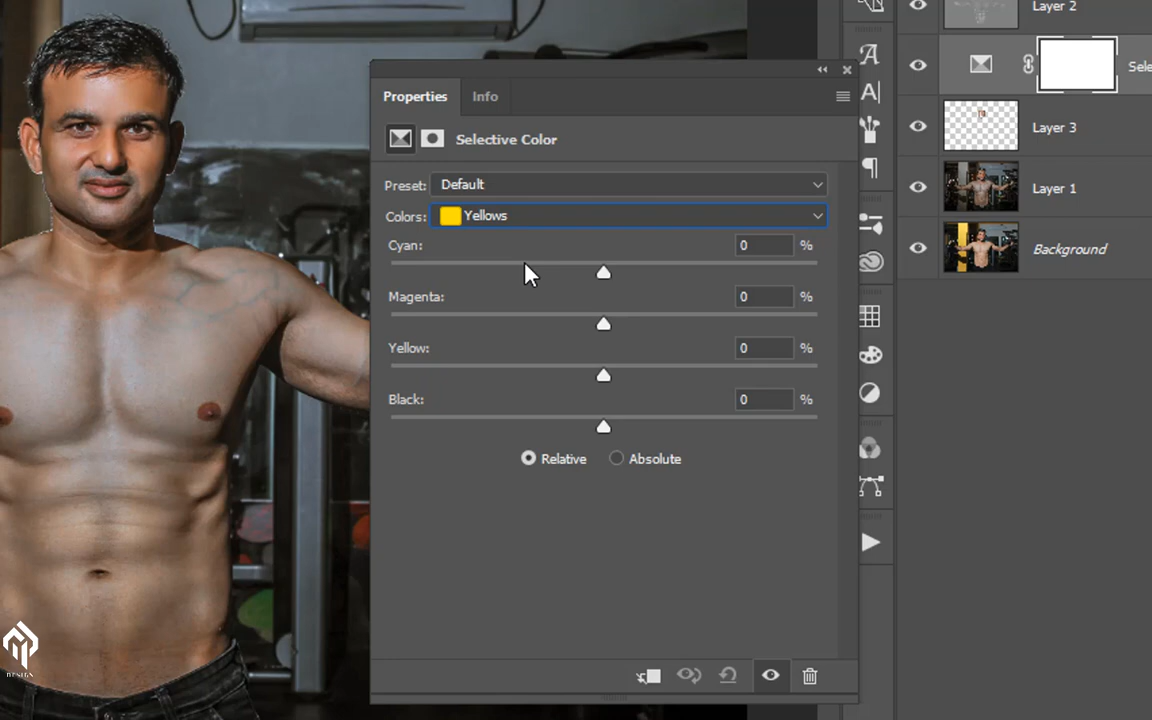 Layer 2
Properties
Info
Sele
Selective Color
Layer 3
Preset: Default
Layer 1
Colors: Yellows
Cyan: 0 %
Background
Magenta: 0 %
Yellow: 0 %
Black: 0 %
Relative
Absolute
DESIGN